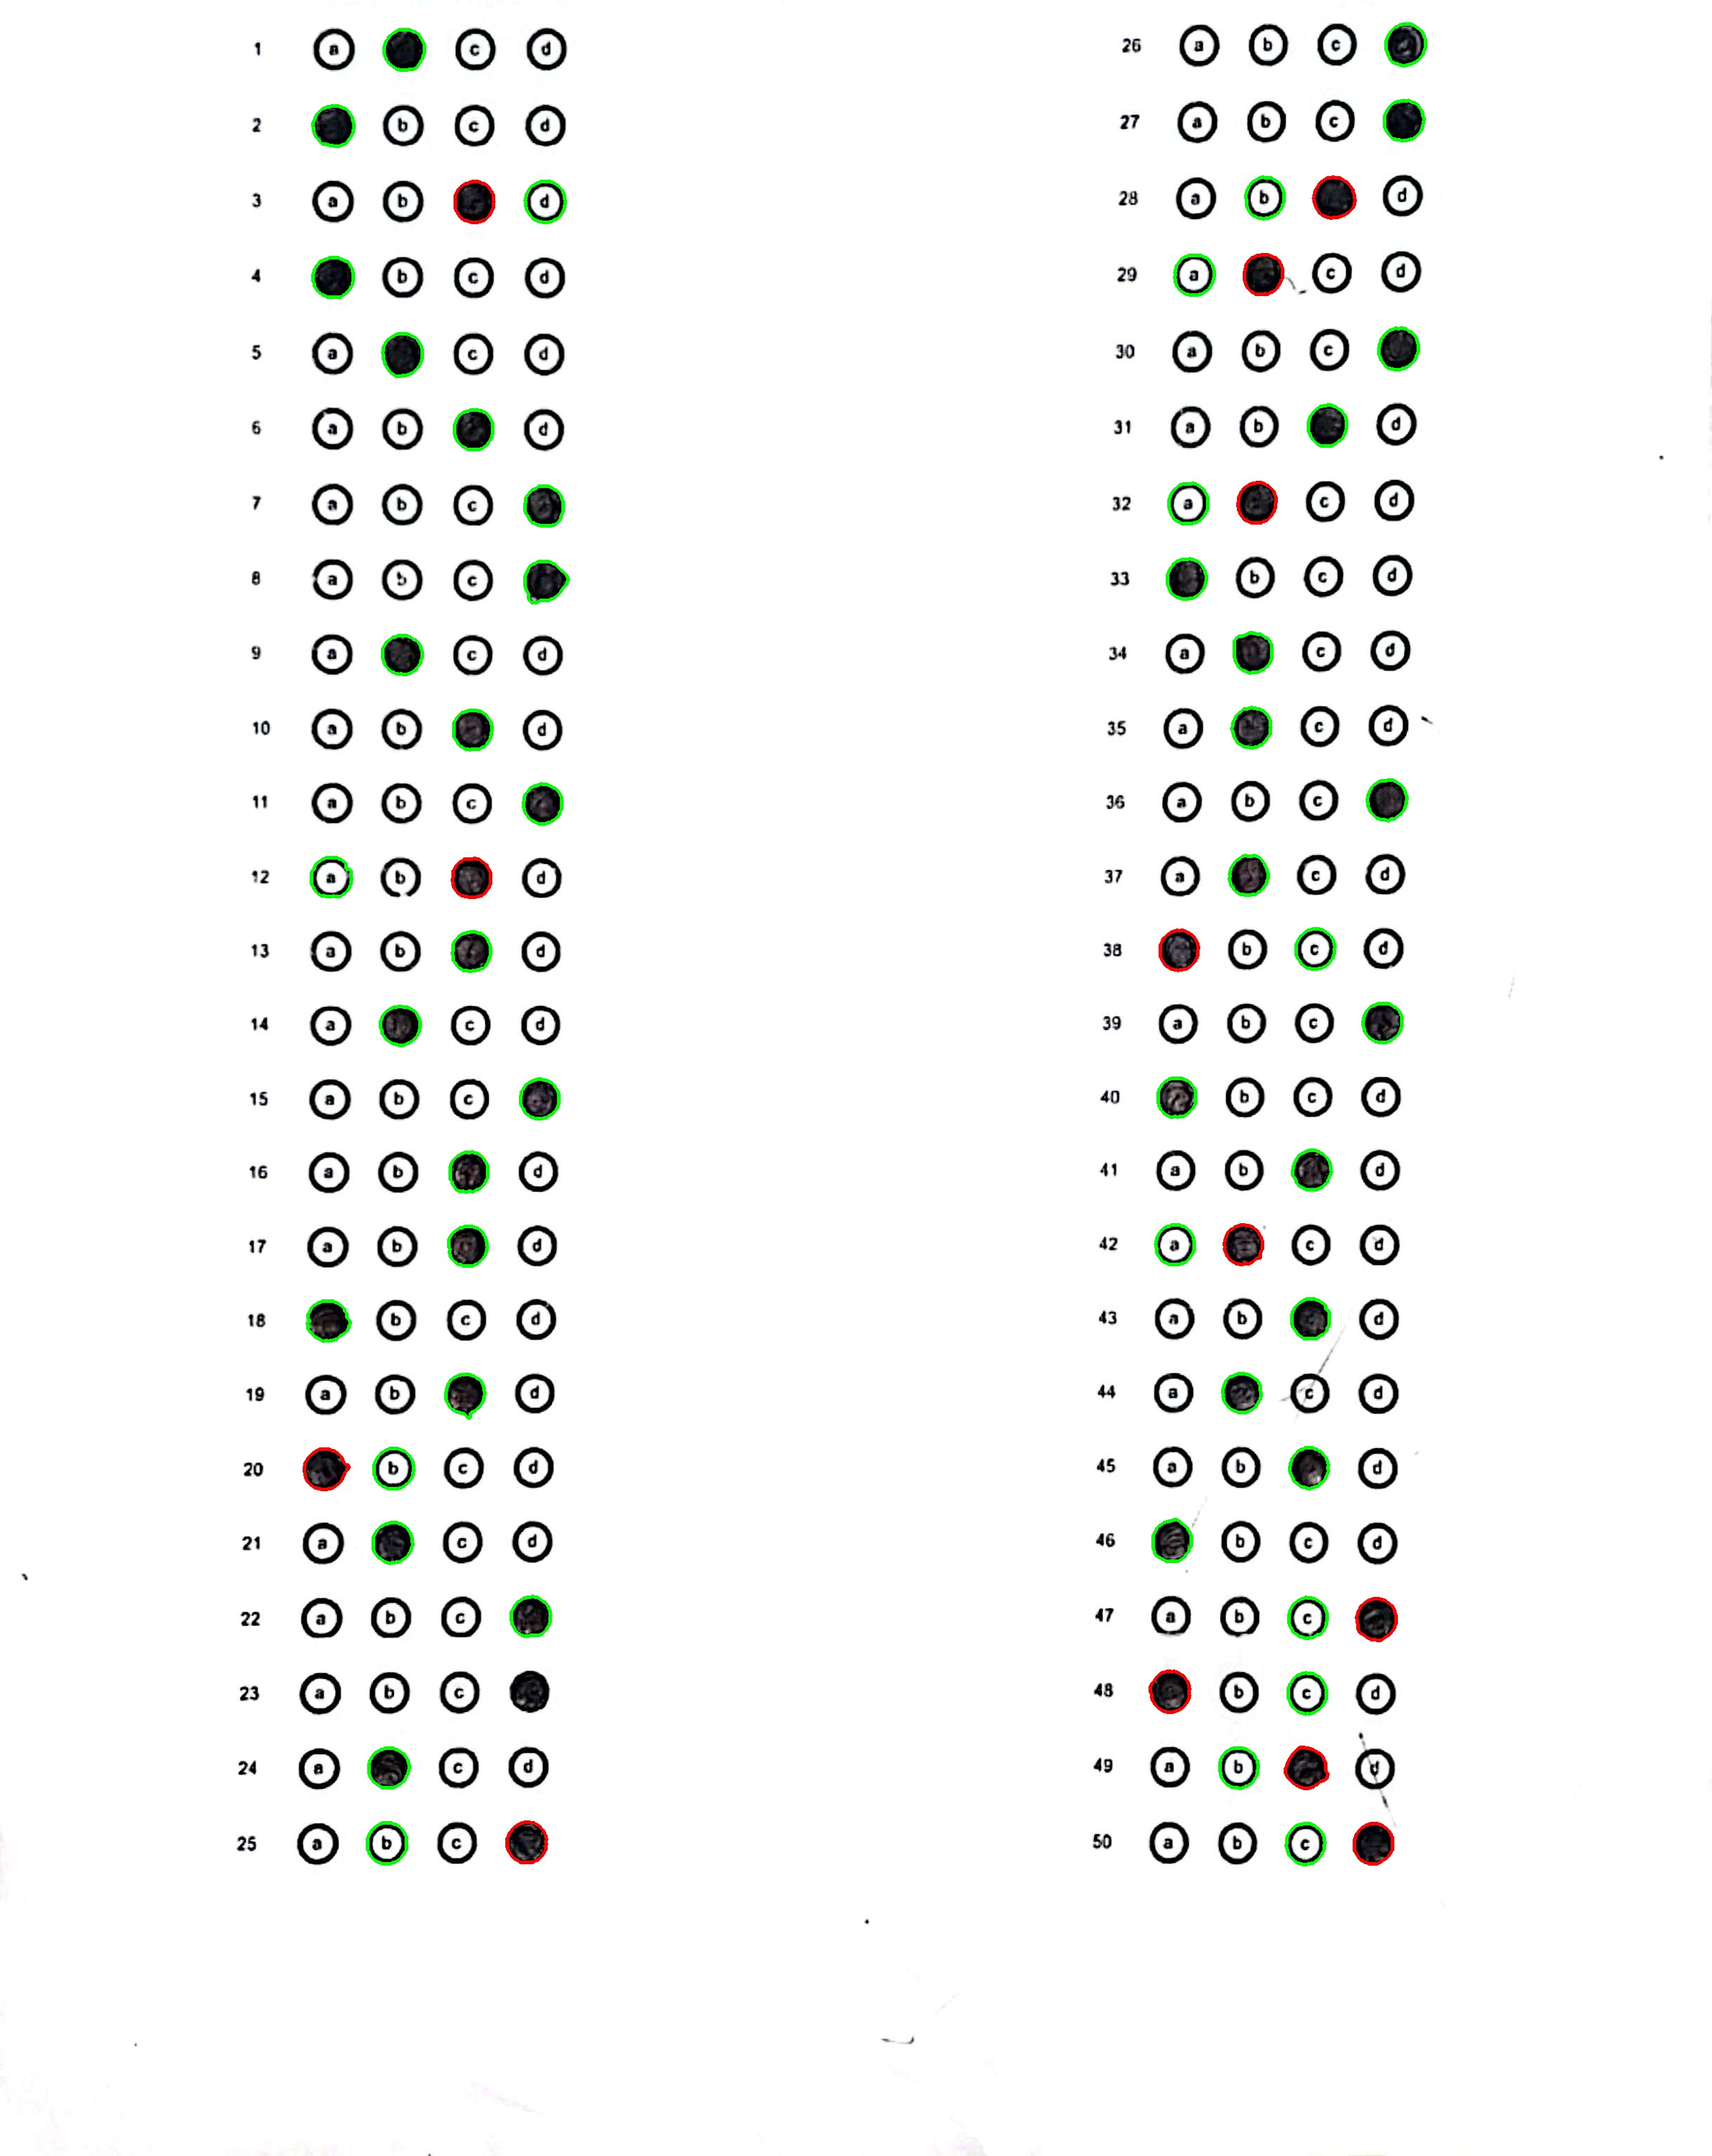 1 a c d
2 b c d
3 a b d
4 b c d
5 a c d
6 a b d
7 a b c
8 a b c
9 a c d
10 a b d
11 a b c
12 a b d
13 a b d
14 a c d
15 a b c
16 a b d
17 a b d
18 b c d
19 a b d
20 b c d
21 a c d
22 a b c
23 a b c
24 a c d
25 a b c
26 a b c
27 a b c
28 a b d
29 a c d
30 a b c
31 a b d
32 a c d
33 b c d
34 a c d
35 a c d
36 a b c
37 a c d
38 b c d
39 a b c
40 b c d
41 a b d
42 a c d
43 a b d
44 a c d
45 a b d
46 b c d
47 a b c
48 b c d
49 a b d
50 a b c